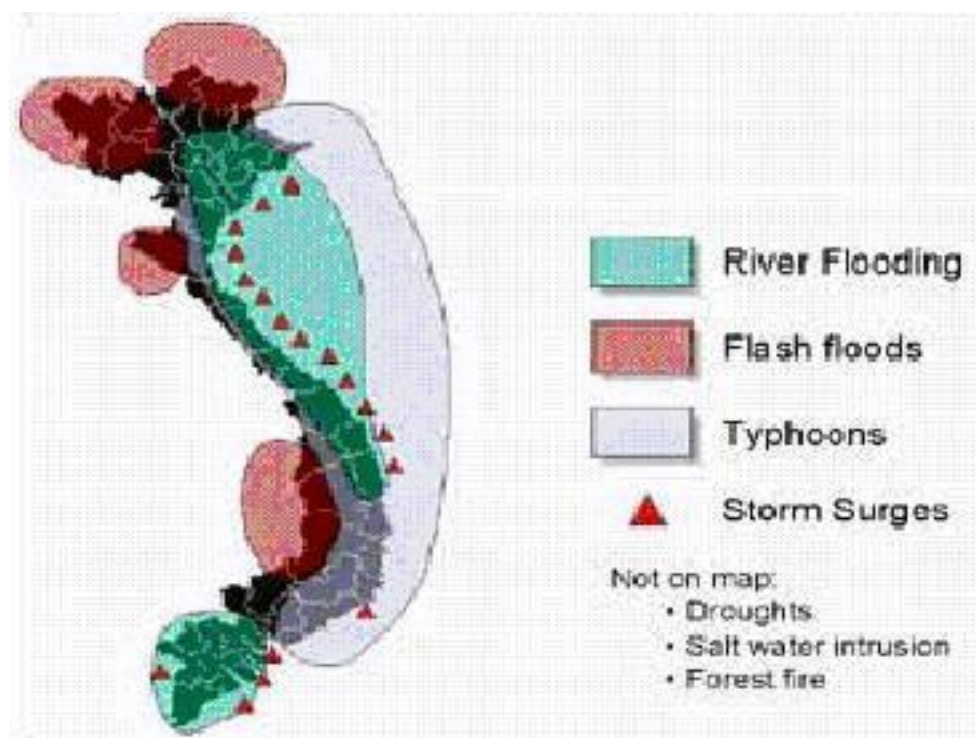 River Flooding
Flash floods
Typhoons
Storm Surges
Not on map:
• Droughts
• Salt water intrusion
• Forest fire